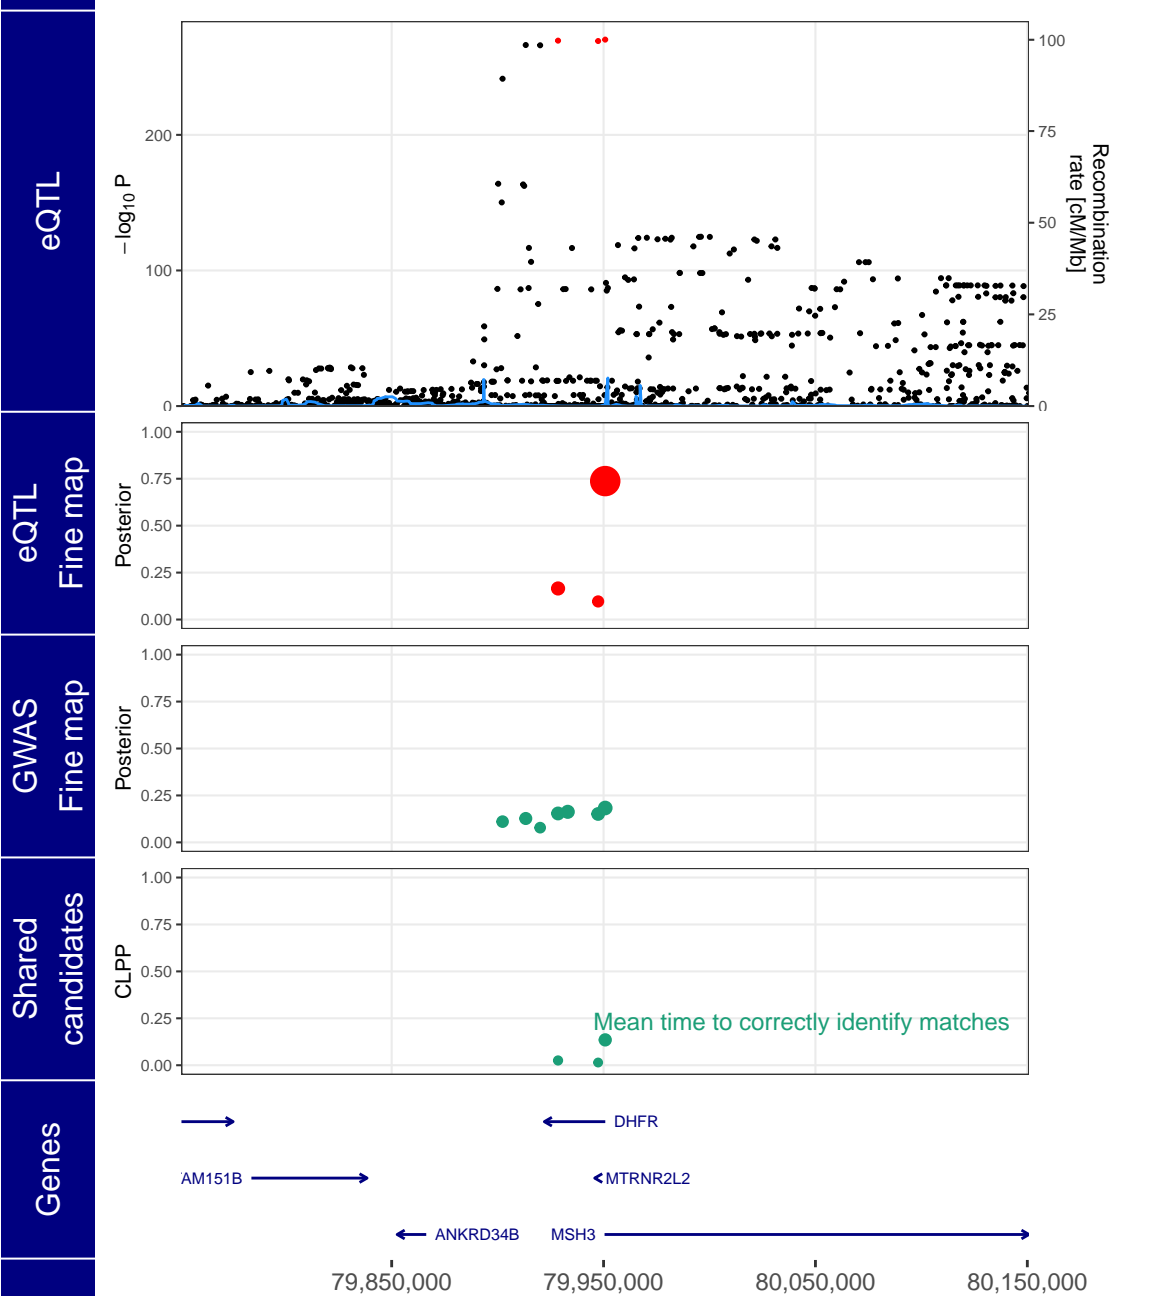 eQTL
−log10 P
200
100
0
100
75
50
25
0
Recombination
rate [cM/Mb]
eQTL
Fine map
Posterior
1.00
0.75
0.50
0.25
0.00
GWAS
Fine map
Posterior
1.00
0.75
0.50
0.25
0.00
Shared
candidates
CLPP
1.00
0.75
0.50
0.25
0.00
Mean time to correctly identify matches
Genes
DHFR
AM151B
MTRNR2L2
ANKRD34B
MSH3
79,850,000
79,950,000
80,050,000
80,150,000